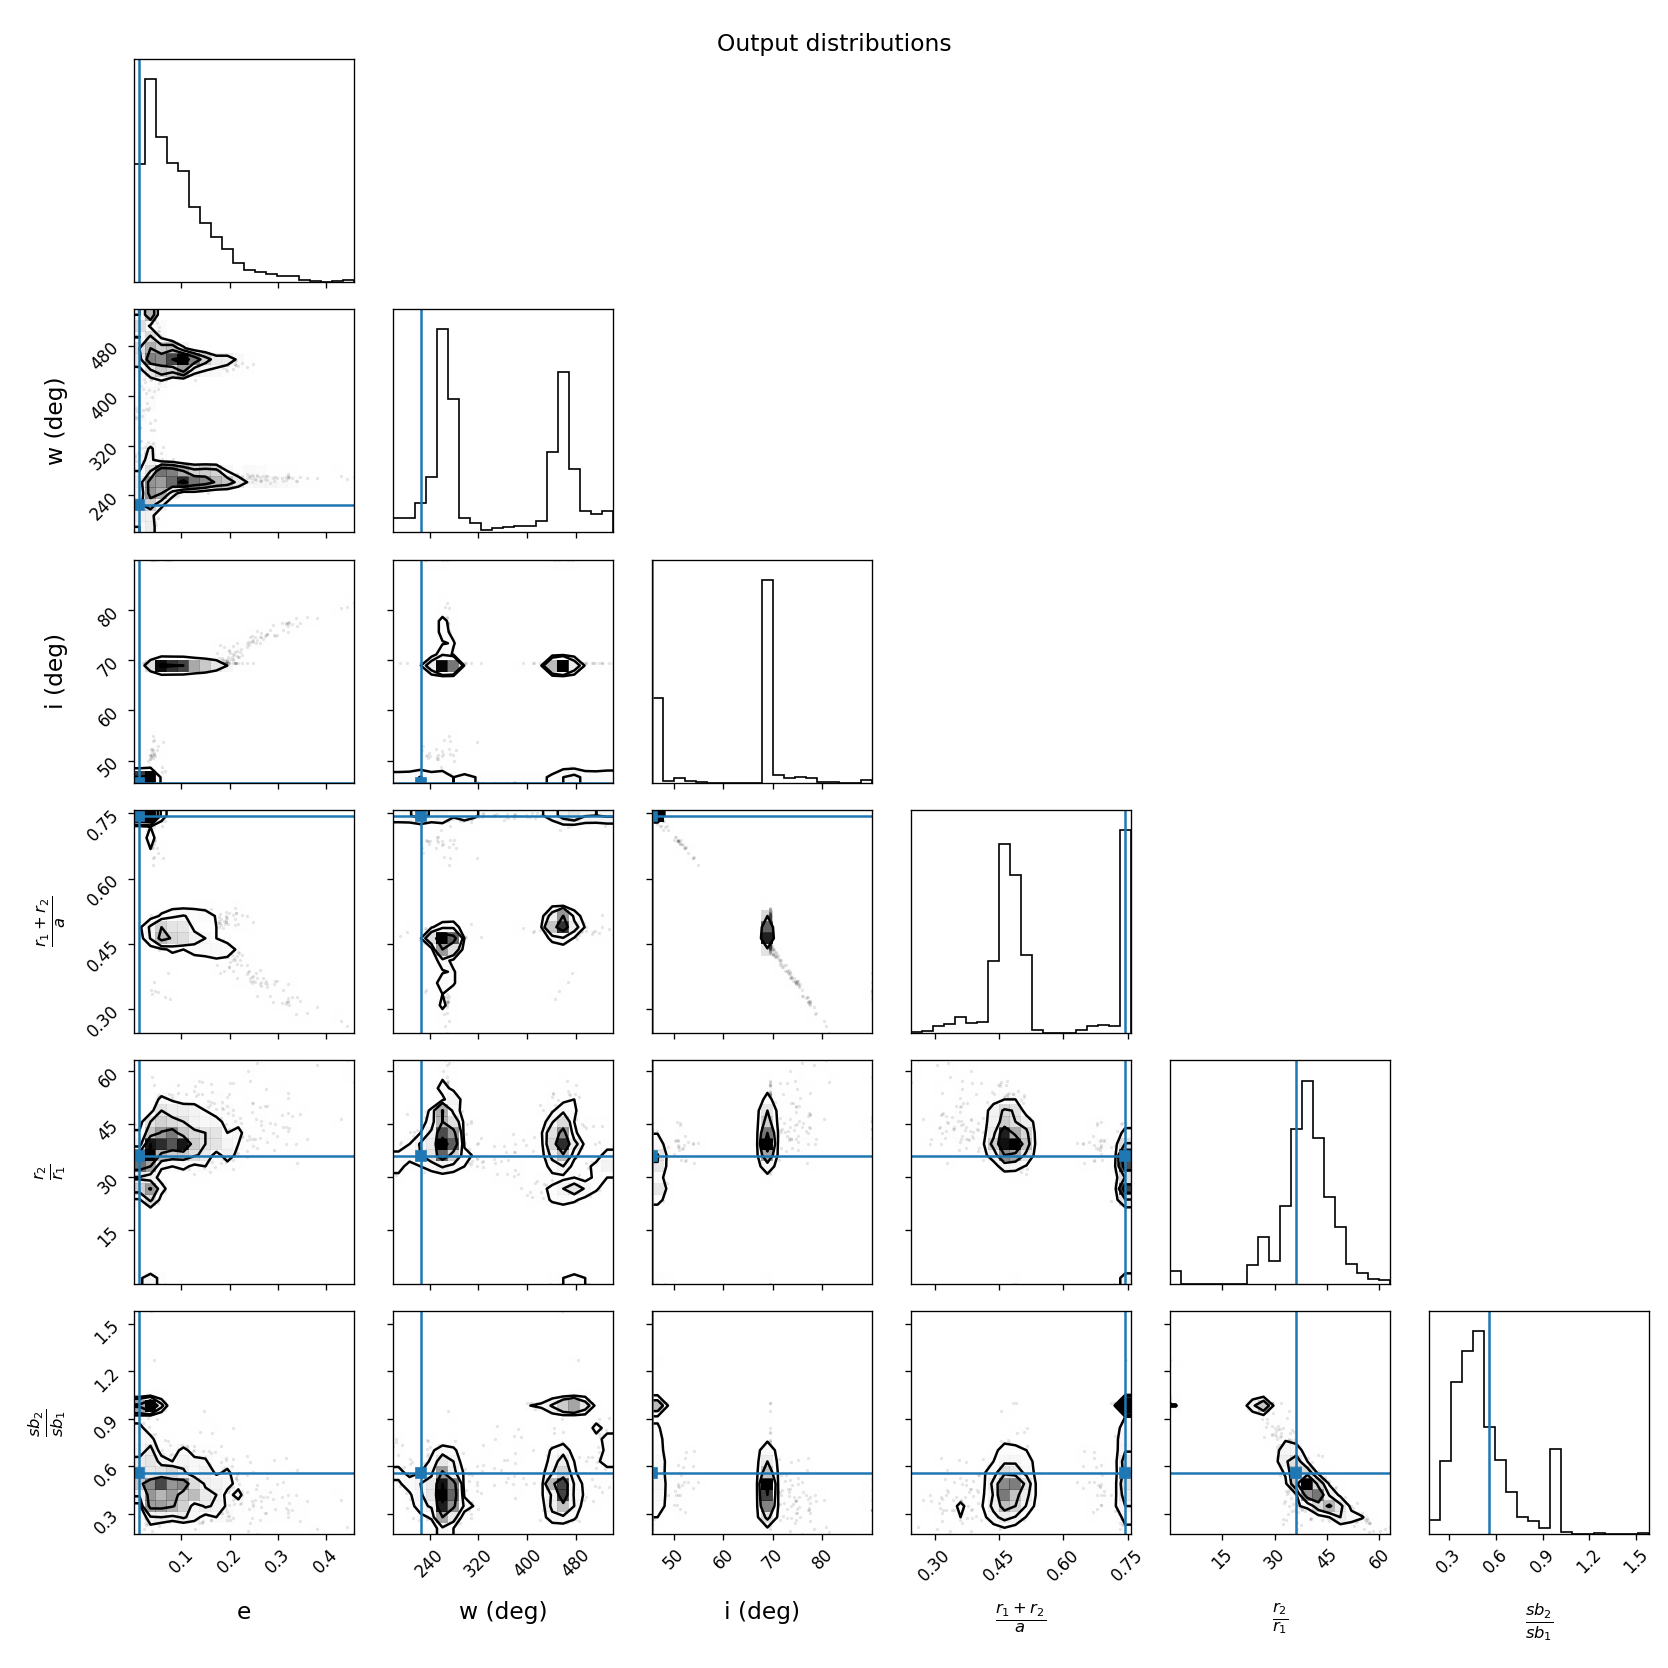 Output distributions
w (deg)
480
400
320
240
i (deg)
80
70
60
50
r₁ + r₂
a
0.75
0.60
0.45
0.30
r₂
r₁
60
45
30
15
sb₂
sb₁
1.5
1.2
0.9
0.6
0.3
0.1 0.2 0.3 0.4 240 320 400 480 50 60 70 80 0.30 0.45 0.60 0.75 15 30 45 60 0.3 0.6 0.9 1.2 1.5
e w (deg) i (deg) r₁ + r₂ r₂ sb₂
a r₁ sb₁